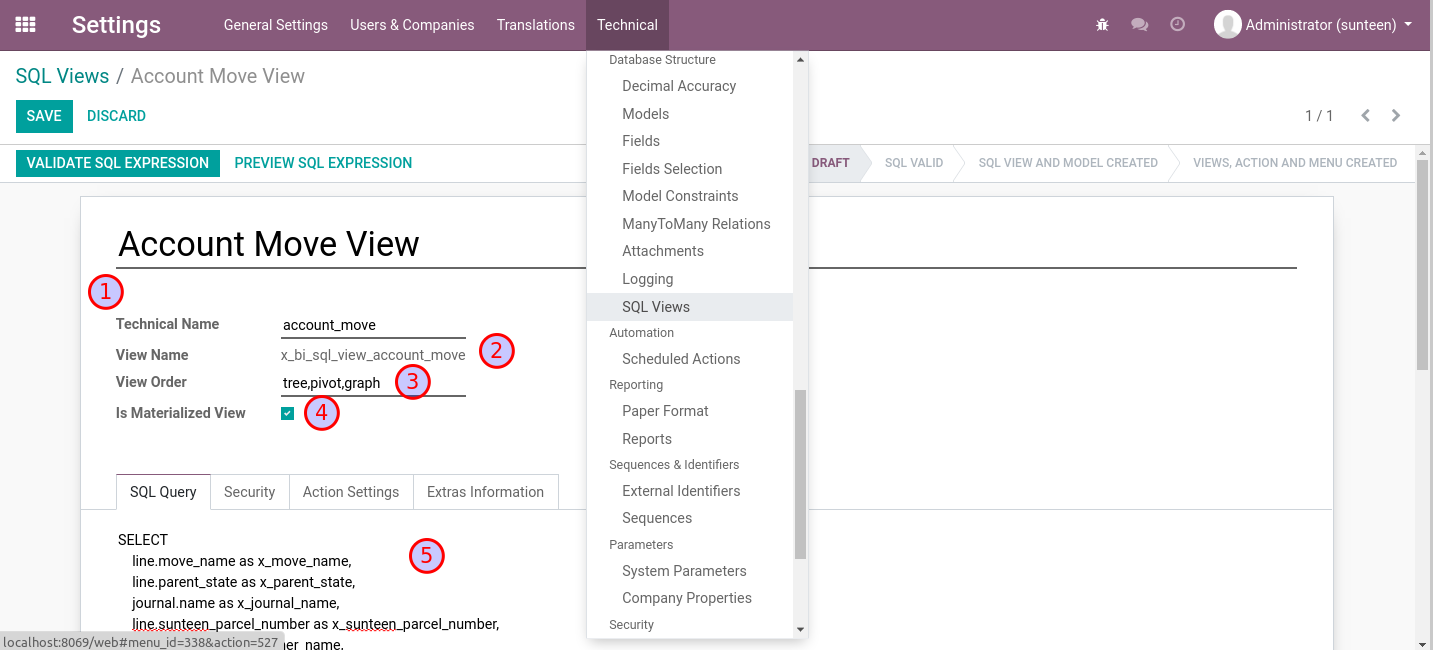 Settings
General Settings
Users & Companies
Translations
Technical
Administrator (sunteen)
SQL Views / Account Move View
SAVE
DISCARD
1 / 1
VALIDATE SQL EXPRESSION
PREVIEW SQL EXPRESSION
DRAFT
SQL VALID
SQL VIEW AND MODEL CREATED
VIEWS, ACTION AND MENU CREATED
Database Structure
Decimal Accuracy
Models
Fields
Fields Selection
Model Constraints
ManyToMany Relations
Attachments
Logging
SQL Views
Automation
Scheduled Actions
Reporting
Paper Format
Reports
Sequences & Identifiers
External Identifiers
Sequences
Parameters
System Parameters
Company Properties
Security
Account Move View
1
Technical Name
account_move
View Name
x_bi_sql_view_account_move
2
View Order
tree,pivot,graph
3
Is Materialized View
4
SQL Query
Security
Action Settings
Extras Information
SELECT
5
line.move_name as x_move_name,
line.parent_state as x_parent_state,
journal.name as x_journal_name,
line.sunteen_parcel_number as x_sunteen_parcel_number,
localhost:8069/web#menu_id=338&action=527